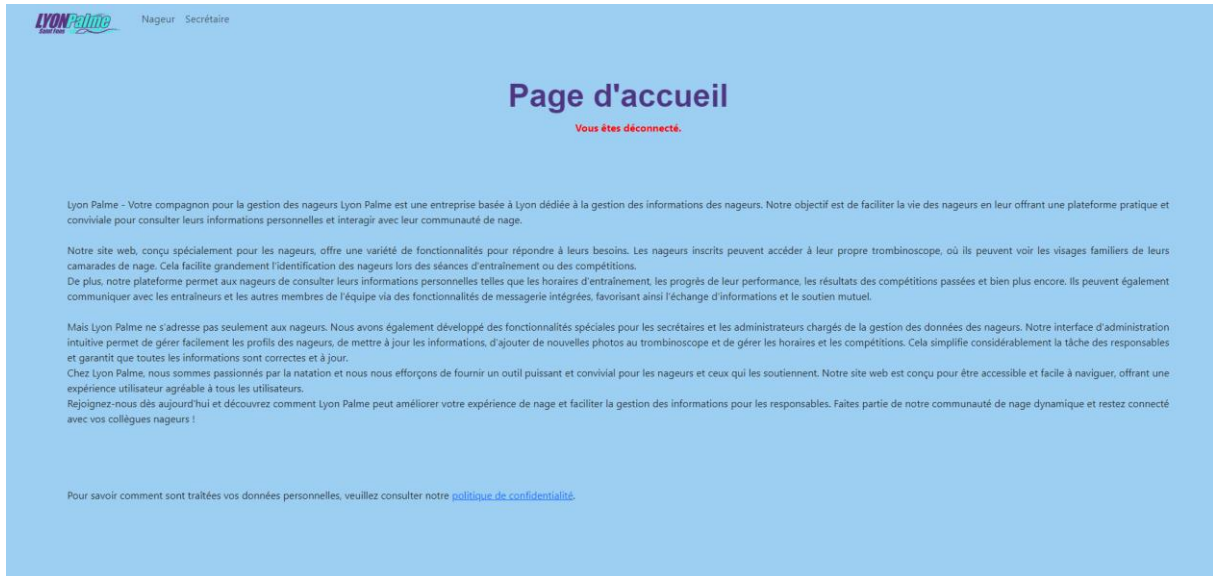 LYONPalme
Saint Fons
Nageur Secrétaire
Page d'accueil
Vous êtes déconnecté.
Lyon Palme - Votre compagnon pour la gestion des nageurs Lyon Palme est une entreprise basée à Lyon dédiée à la gestion des informations des nageurs. Notre objectif est de faciliter la vie des nageurs en leur offrant une plateforme pratique et
conviviale pour consulter leurs informations personnelles et interagir avec leur communauté de nage.
Notre site web, conçu spécialement pour les nageurs, offre une variété de fonctionnalités pour répondre à leurs besoins. Les nageurs inscrits peuvent accéder à leur propre trombinoscope, où ils peuvent voir les visages familiers de leurs
camarades de nage. Cela facilite grandement l'identification des nageurs lors des séances d'entraînement ou des compétitions.
De plus, notre plateforme permet aux nageurs de consulter leurs informations personnelles telles que les horaires d'entraînement, les progrès de leur performance, les résultats des compétitions passées et bien plus encore. Ils peuvent également
communiquer avec les entraîneurs et les autres membres de l'équipe via des fonctionnalités de messagerie intégrées, favorisant ainsi l'échange d'informations et le soutien mutuel.
Mais Lyon Palme ne s'adresse pas seulement aux nageurs. Nous avons également développé des fonctionnalités spéciales pour les secrétaires et les administrateurs chargés de la gestion des données des nageurs. Notre interface d'administration
intuitive permet de gérer facilement les profils des nageurs, de mettre à jour les informations, d'ajouter de nouvelles photos au trombinoscope et de gérer les horaires et les compétitions. Cela simplifie considérablement la tâche des responsables
et garantit que toutes les informations sont correctes et à jour.
Chez Lyon Palme, nous sommes passionnés par la natation et nous nous efforçons de fournir un outil puissant et convivial pour les nageurs et ceux qui les soutiennent. Notre site web est conçu pour être accessible et facile à naviguer, offrant une
expérience utilisateur agréable à tous les utilisateurs.
Rejoignez-nous dès aujourd'hui et découvrez comment Lyon Palme peut améliorer votre expérience de nage et faciliter la gestion des informations pour les responsables. Faites partie de notre communauté de nage dynamique et restez connecté
avec vos collègues nageurs !
Pour savoir comment sont traîtées vos données personnelles, veuillez consulter notre politique de confidentialité.